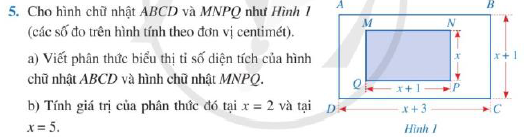 5. Cho hình chữ nhật ABCD và MNPQ như Hình 1
(các số đo trên hình tính theo đơn vị centimét).
a) Viết phân thức biểu thị tỉ số diện tích của hình
chữ nhật ABCD và hình chữ nhật MNPQ.
b) Tính giá trị của phân thức đó tại x = 2 và tại
x = 5.
A B
M N
x x + 1
Q x + 1 P
D x + 3 C
Hình 1